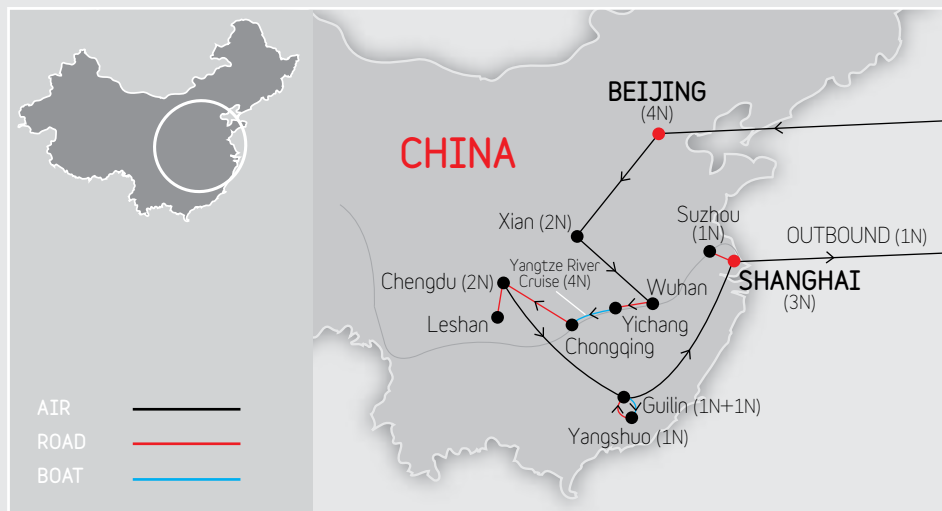 BEIJING
(4N)
CHINA
Xian (2N)
Suzhou
(1N)
OUTBOUND (1N)
SHANGHAI
(3N)
Yangtze River
Cruise (4N)
Chengdu (2N)
Wuhan
Leshan
Yichang
Chongqing
Guilin (1N+1N)
Yangshuo (1N)
AIR
ROAD
BOAT